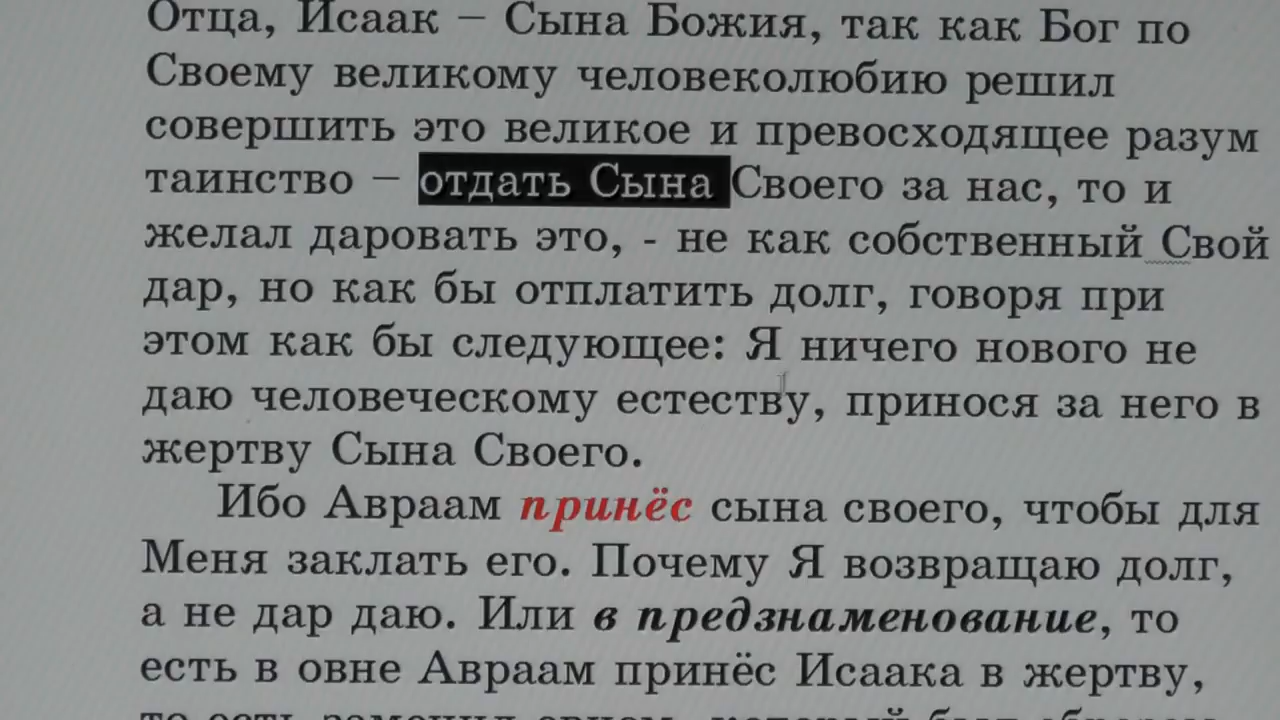 Отца, Исаак – Сына Божия, так как Бог по
Своему великому человеколюбию решил
совершить это великое и превосходящее разум
таинство – отдать Сына Своего за нас, то и
желал даровать это, - не как собственный Свой
дар, но как бы отплатить долг, говоря при
этом как бы следующее: Я ничего нового не
даю человеческому естеству, принося за него в
жертву Сына Своего.
Ибо Авраам принёс сына своего, чтобы для
Меня заклать его. Почему Я возвращаю долг,
а не дар даю. Или в предзнаменование, то
есть в овне Авраам принёс Исаака в жертву,